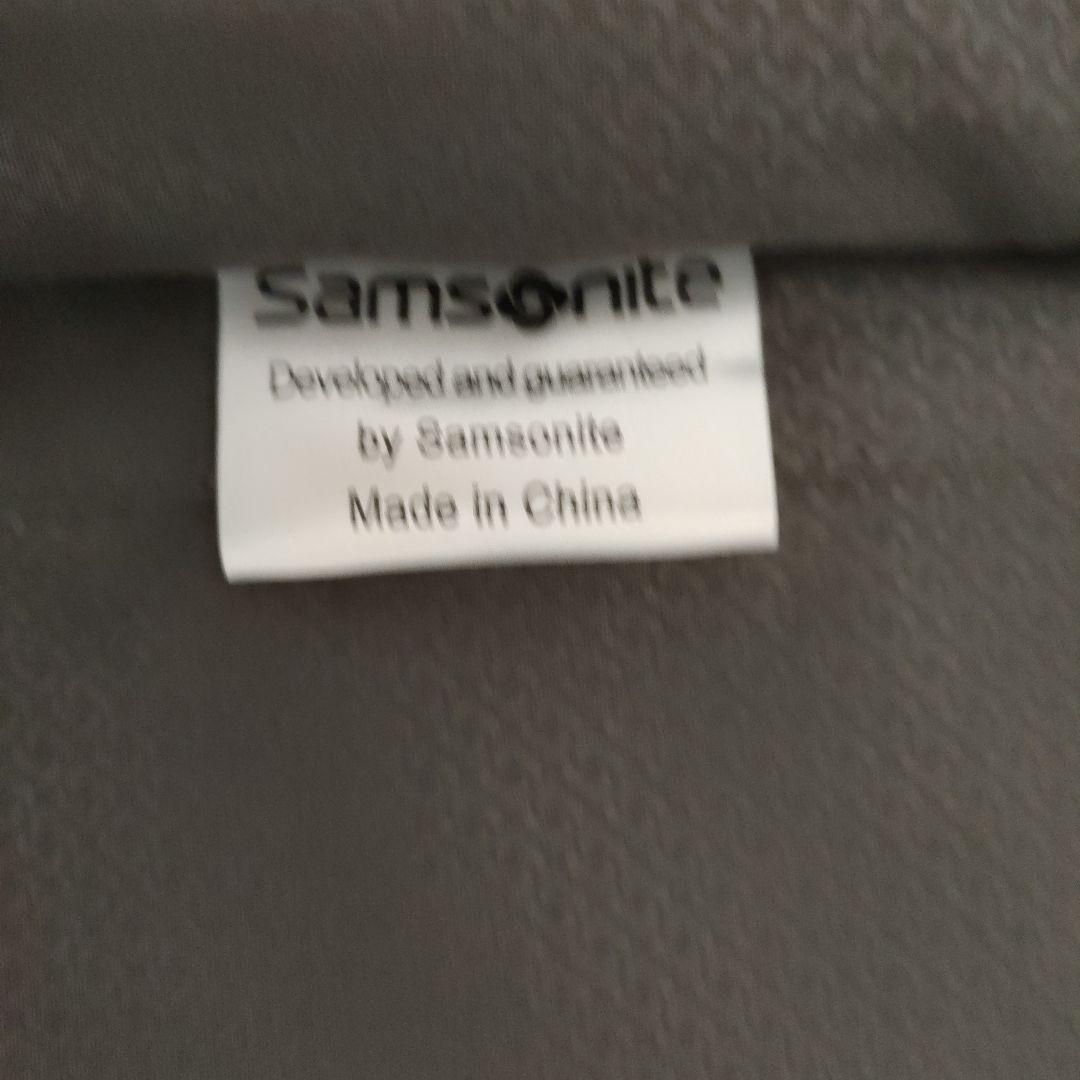 Samsonite
Developed and guaranteed
by Samsonite
Made in China